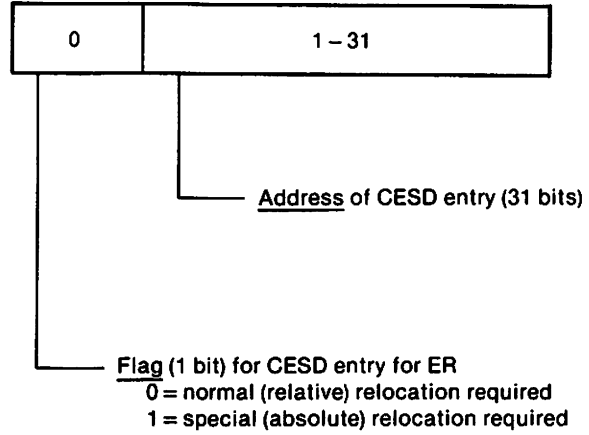 0 1 – 31
Address of CESD entry (31 bits)
Flag (1 bit) for CESD entry for ER
0 = normal (relative) relocation required
1 = special (absolute) relocation required